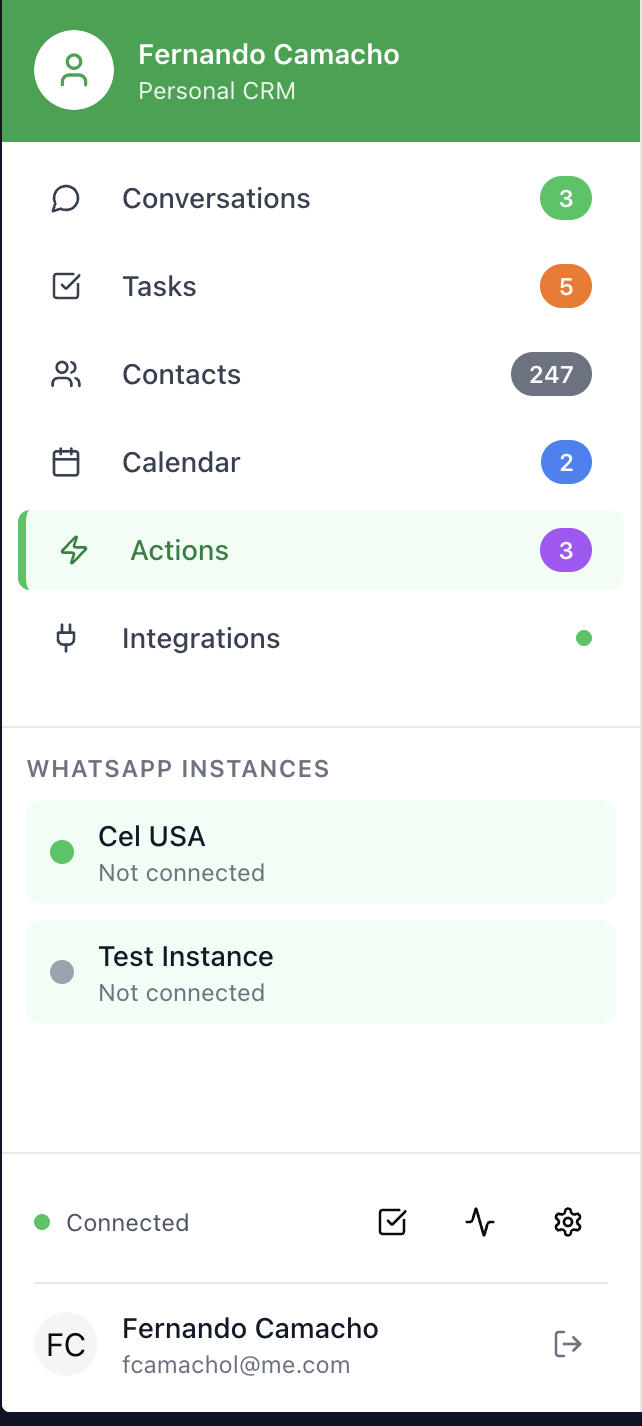 Fernando Camacho
Personal CRM
Conversations 3
Tasks 5
Contacts 247
Calendar 2
Actions 3
Integrations
WHATSAPP INSTANCES
Cel USA
Not connected
Test Instance
Not connected
Connected
FC
Fernando Camacho
fcamachol@me.com